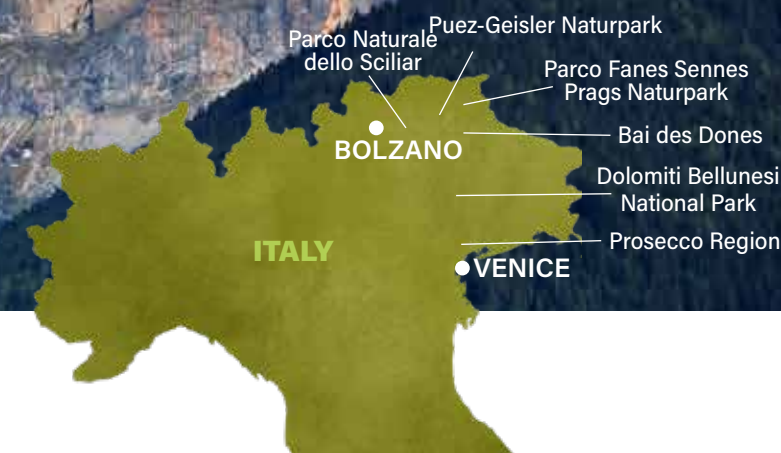 Puez-Geisler Naturpark
Parco Naturale
dello Sciliar
Parco Fanes Sennes
Prags Naturpark
Bai des Dones
BOLZANO
Dolomiti Bellunesi
National Park
Prosecco Region
ITALY
VENICE